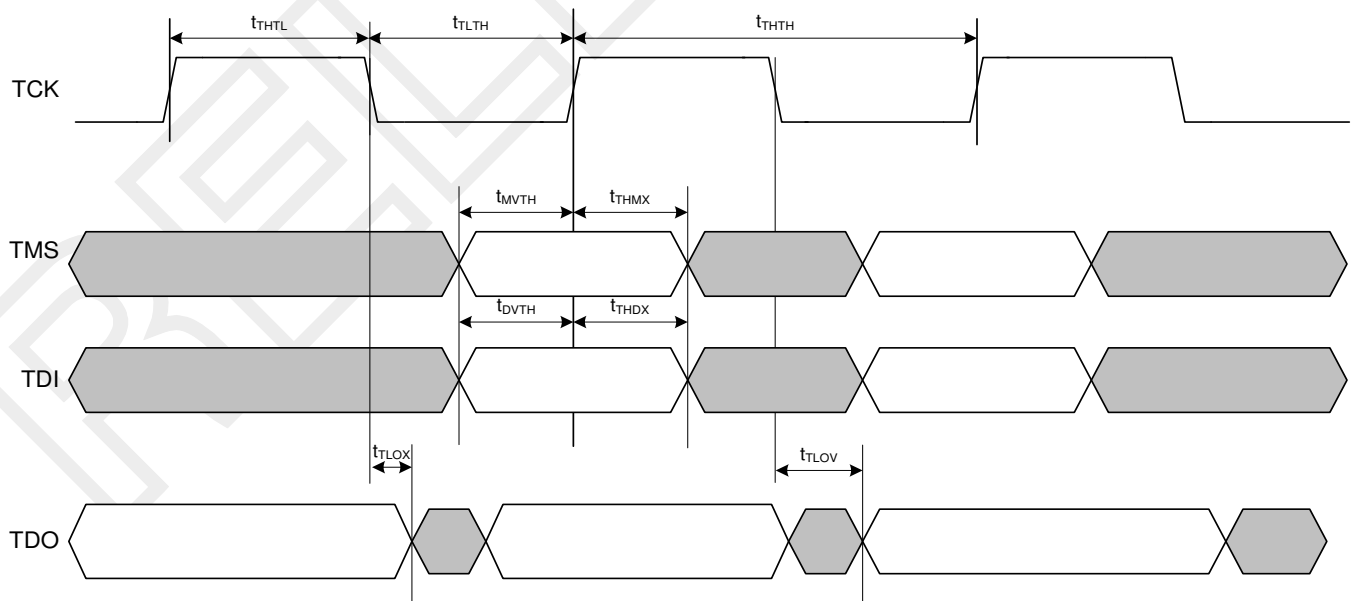 tTHTL tTLTH tTHTH
TCK
tMVTH tTHMX
TMS
tDVTH tTHDX
TDI
tTLOX tTLOV
TDO